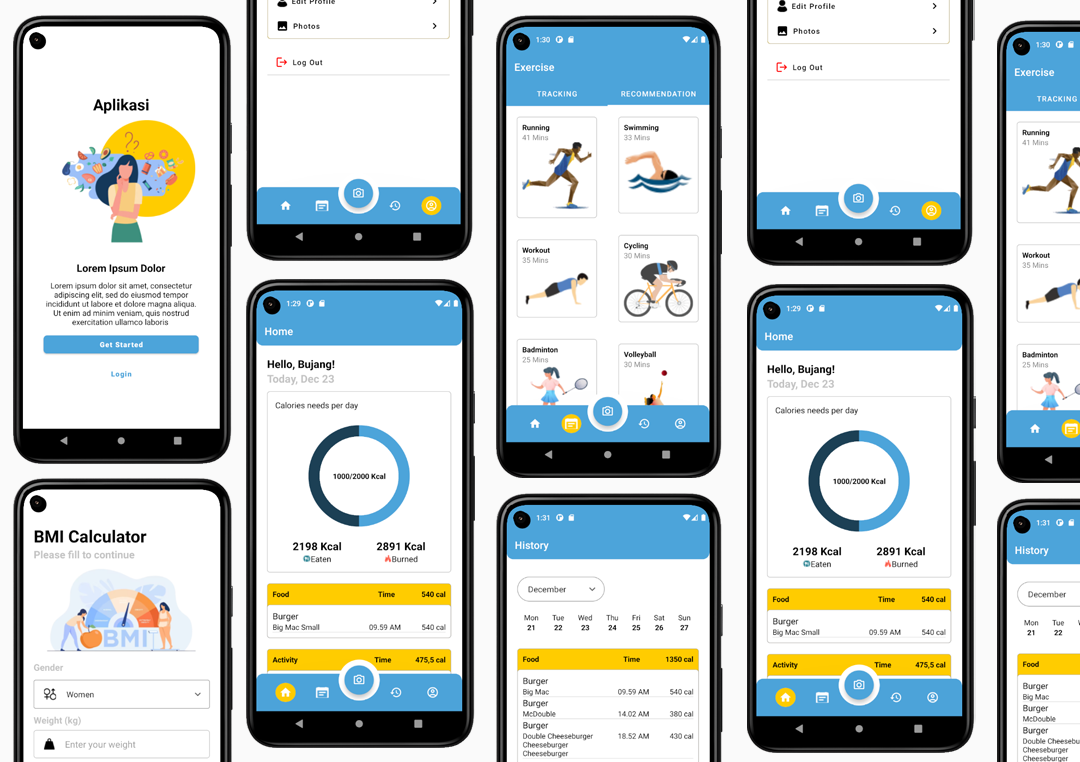 Aplikasi
Lorem Ipsum Dolor
Lorem ipsum dolor sit amet, consectetur
adipiscing elit, sed do eiusmod tempor
incididunt ut labore et dolore magna aliqua.
Ut enim ad minim veniam, quis nostrud
exercitation ullamco laboris
Get Started
Login
BMI Calculator
Please fill to continue
BMI
Gender
Women
Weight (kg)
Enter your weight
Edit Profile
Photos
Log Out
1:29
Home
Hello, Bujang!
Today, Dec 23
Calories needs per day
1000/2000 Kcal
2198 Kcal 2891 Kcal
Eaten Burned
Food Time 540 cal
Burger
Big Mac Small 09.59 AM 540 cal
Activity Time 475,5 cal
1:30
Exercise
TRACKING RECOMMENDATION
Running Swimming
41 Mins 33 Mins
Workout Cycling
35 Mins 30 Mins
Badminton Volleyball
25 Mins 30 Mins
1:31
History
December
Mon Tue Wed Thu Fri Sat Sun
21 22 23 24 25 26 27
Food Time 1350 cal
Burger
Big Mac 09.59 AM 540 cal
Burger
McDouble 14.02 AM 380 cal
Burger
Double Cheeseburger 18.52 AM 430 cal
Cheeseburger
Cheeseburger
Edit Profile
Photos
Log Out
1:29
Home
Hello, Bujang!
Today, Dec 23
Calories needs per day
1000/2000 Kcal
2198 Kcal 2891 Kcal
Eaten Burned
Food Time 540 cal
Burger
Big Mac Small 09.59 AM 540 cal
Activity Time 475,5 cal
1:30
Exercise
TRACKING
Running
41 Mins
Workout
35 Mins
Badminton
25 Mins
1:31
History
December
Mon Tue
21 22
Food
Burger
Big Mac
Burger
McDouble
Burger
Double Cheesebu
Cheeseburger
Cheeseburger